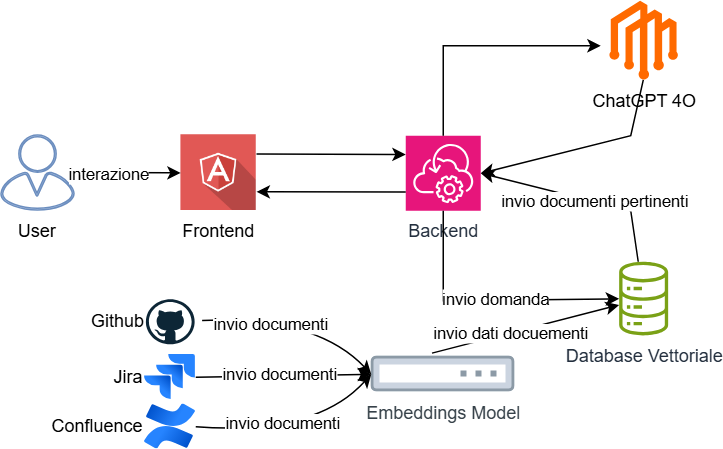 ChatGPT 4O
interazione
A
User
Frontend
Backend
invio documenti pertinenti
invio domanda
Github
invio documenti
invio dati docuementi
Database Vettoriale
Jira
invio documenti
Embeddings Model
Confluence
invio documenti